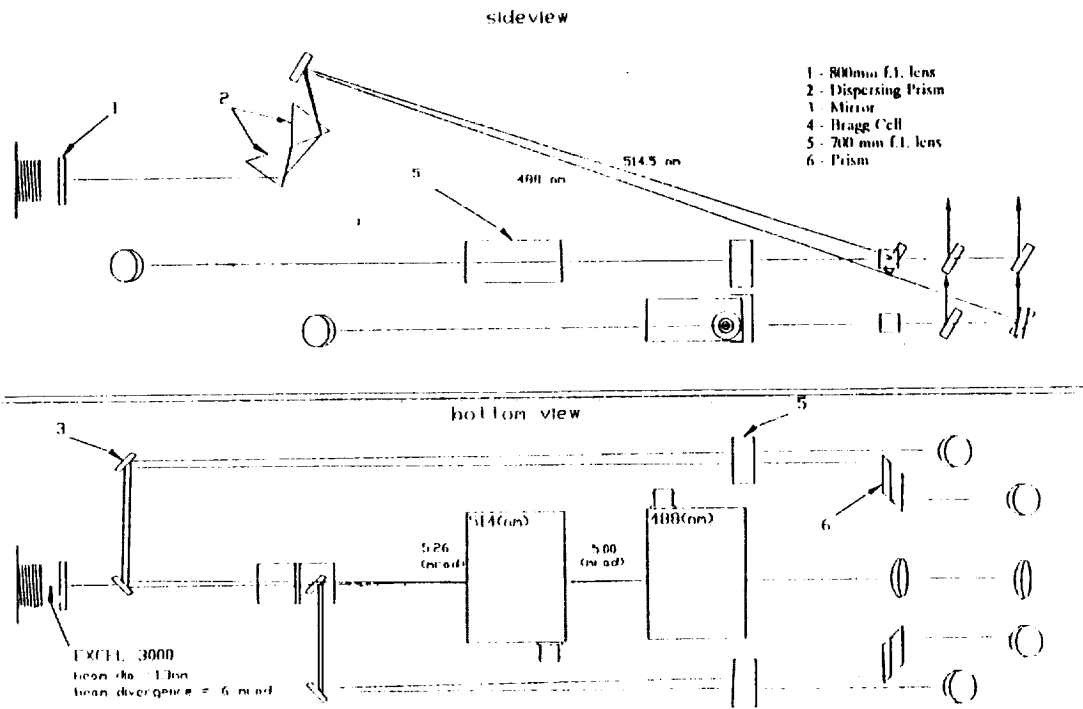 sideview
1 - 800mm f.l. lens
2 - Dispersing Prism
3 - Mirror
4 - Bragg Cell
5 - 700 mm f.l. lens
6 - Prism
1
2
514.5 nm
488 nm
5
bottom view
3
5
514(nm)
488(nm)
6
5.26
(mrad)
5.00
(mrad)
EXCEL 3000
beam dia
beam divergence = .6 mrad